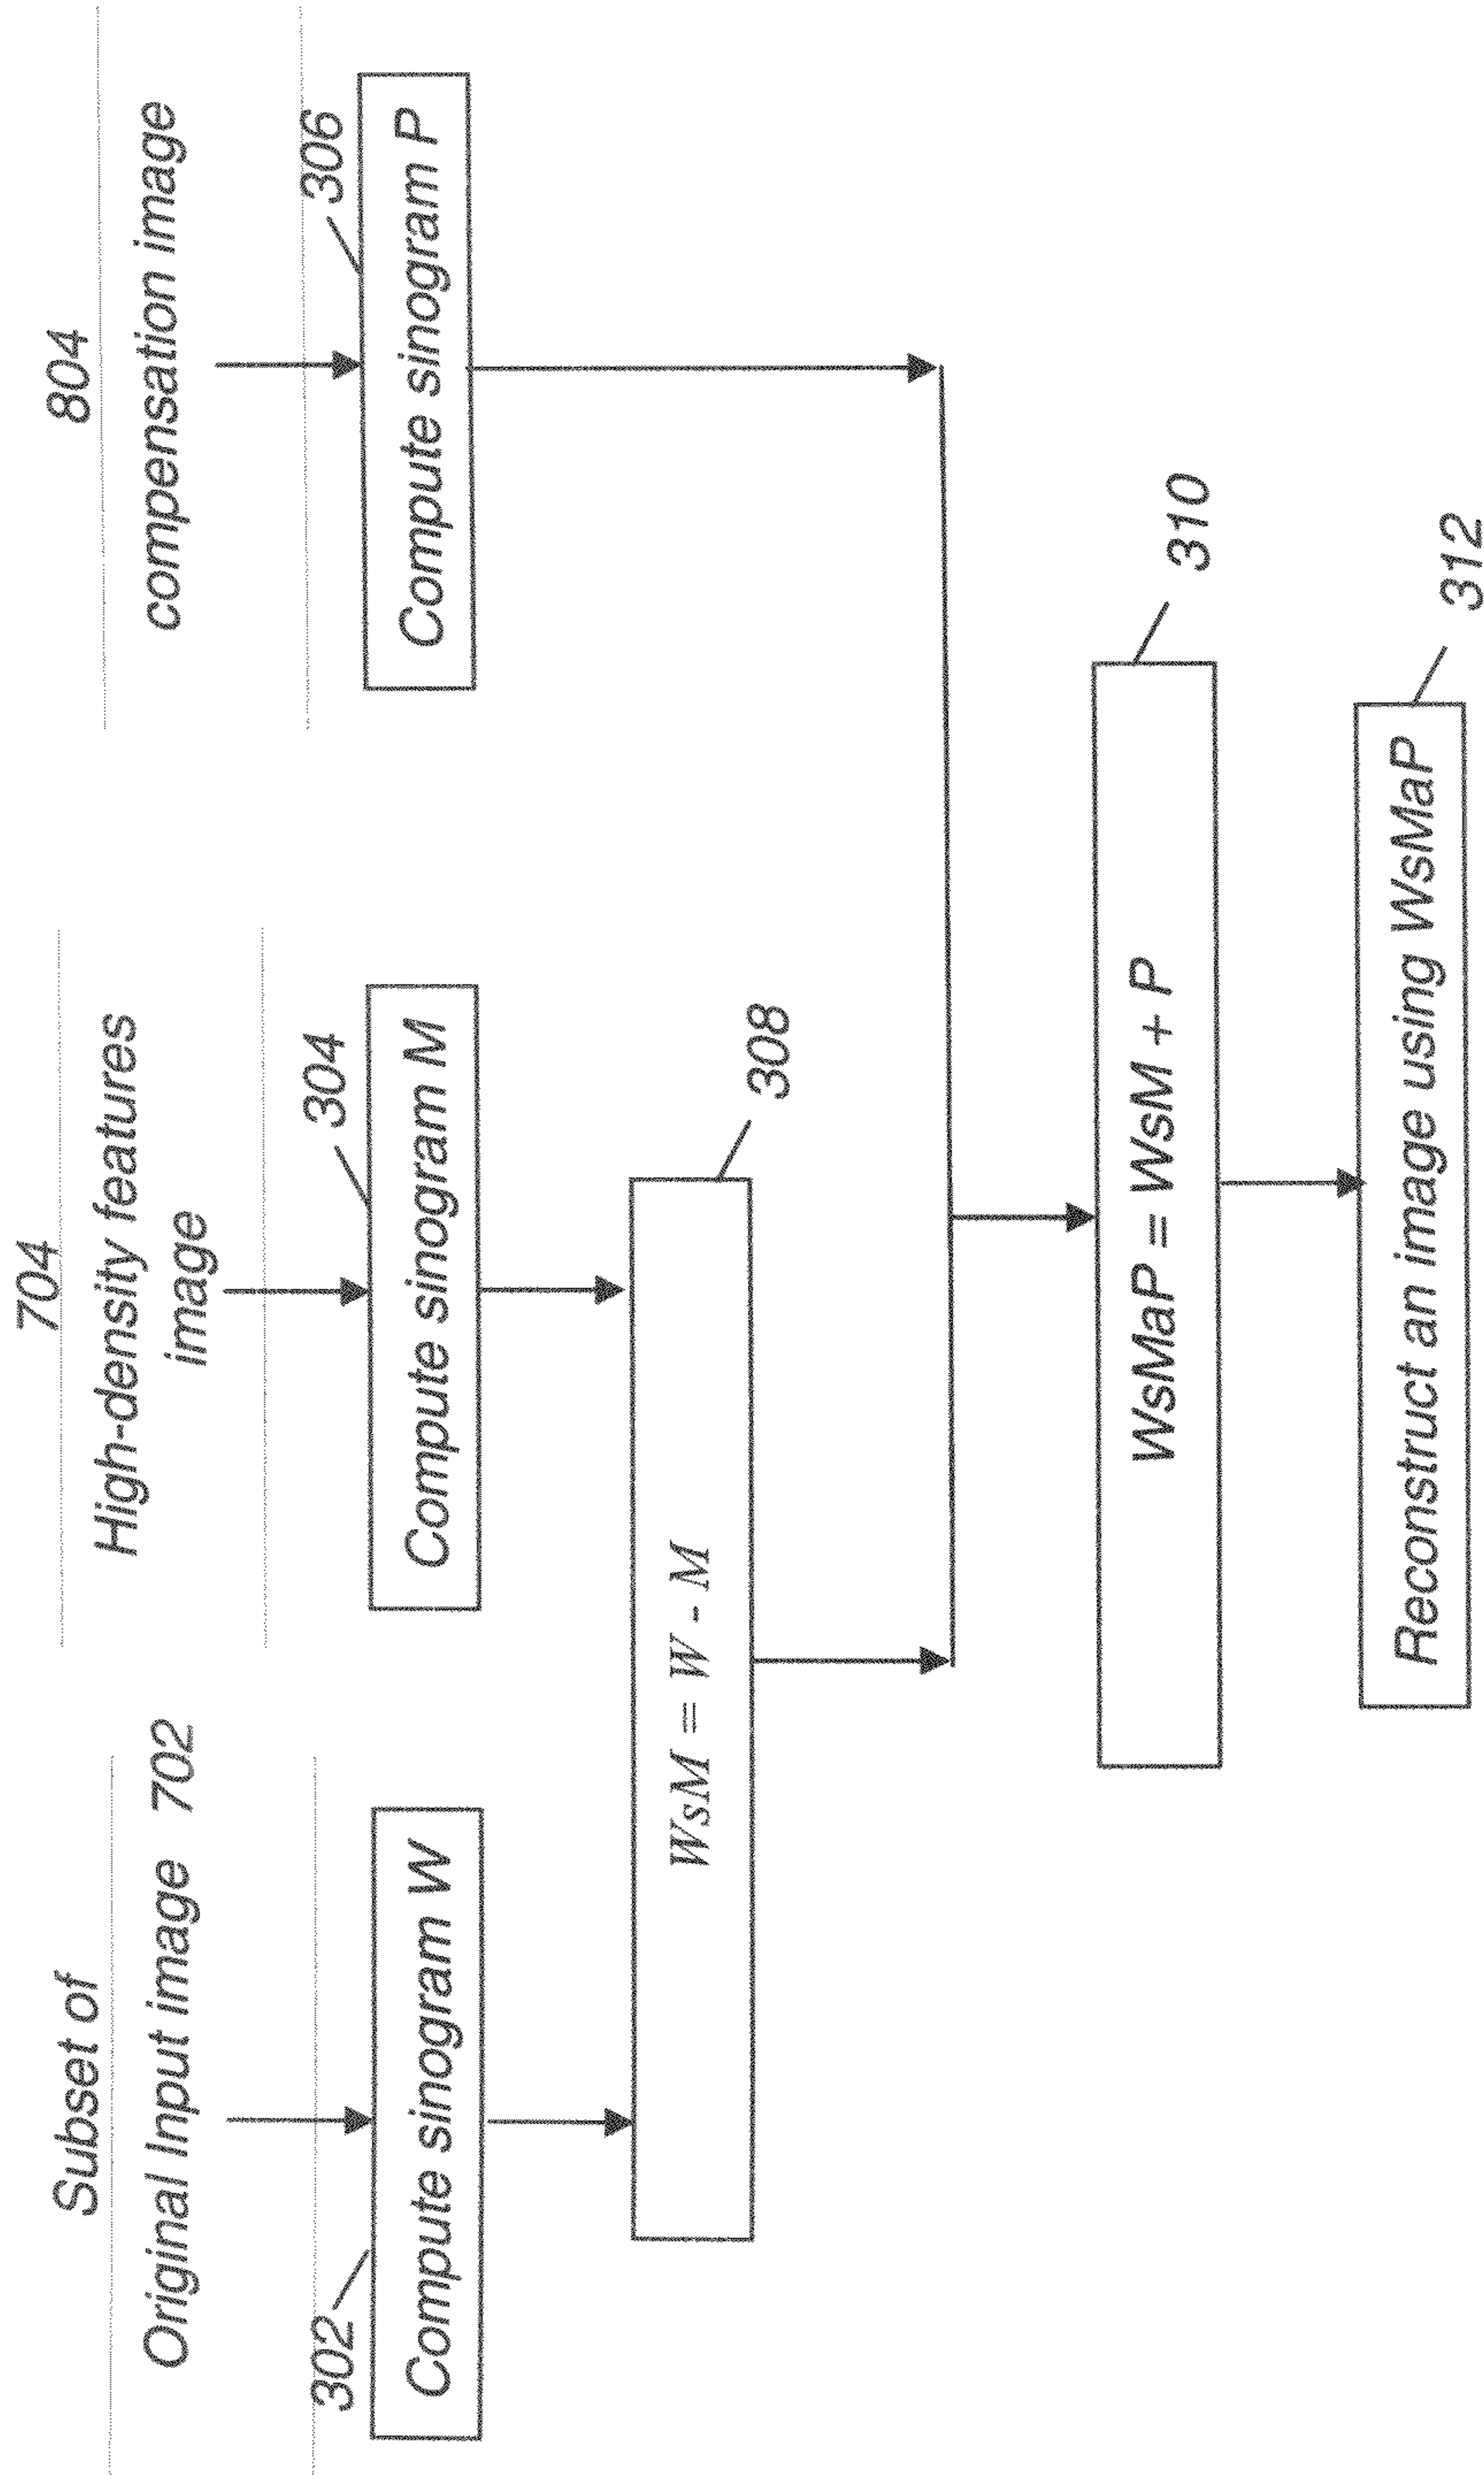 Subset of
Original Input image 702
302
Compute sinogram W
704
High-density features
image
304
Compute sinogram M
804
compensation image
306
Compute sinogram P
WsM = W - M
308
WsMaP = WsM + P
310
Reconstruct an image using WsMaP
312